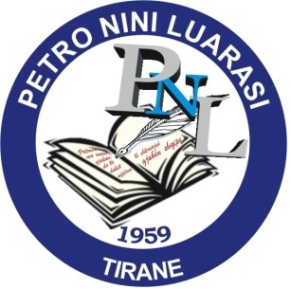 PETRO NINI LUARASI
PNL
1959
TIRANE